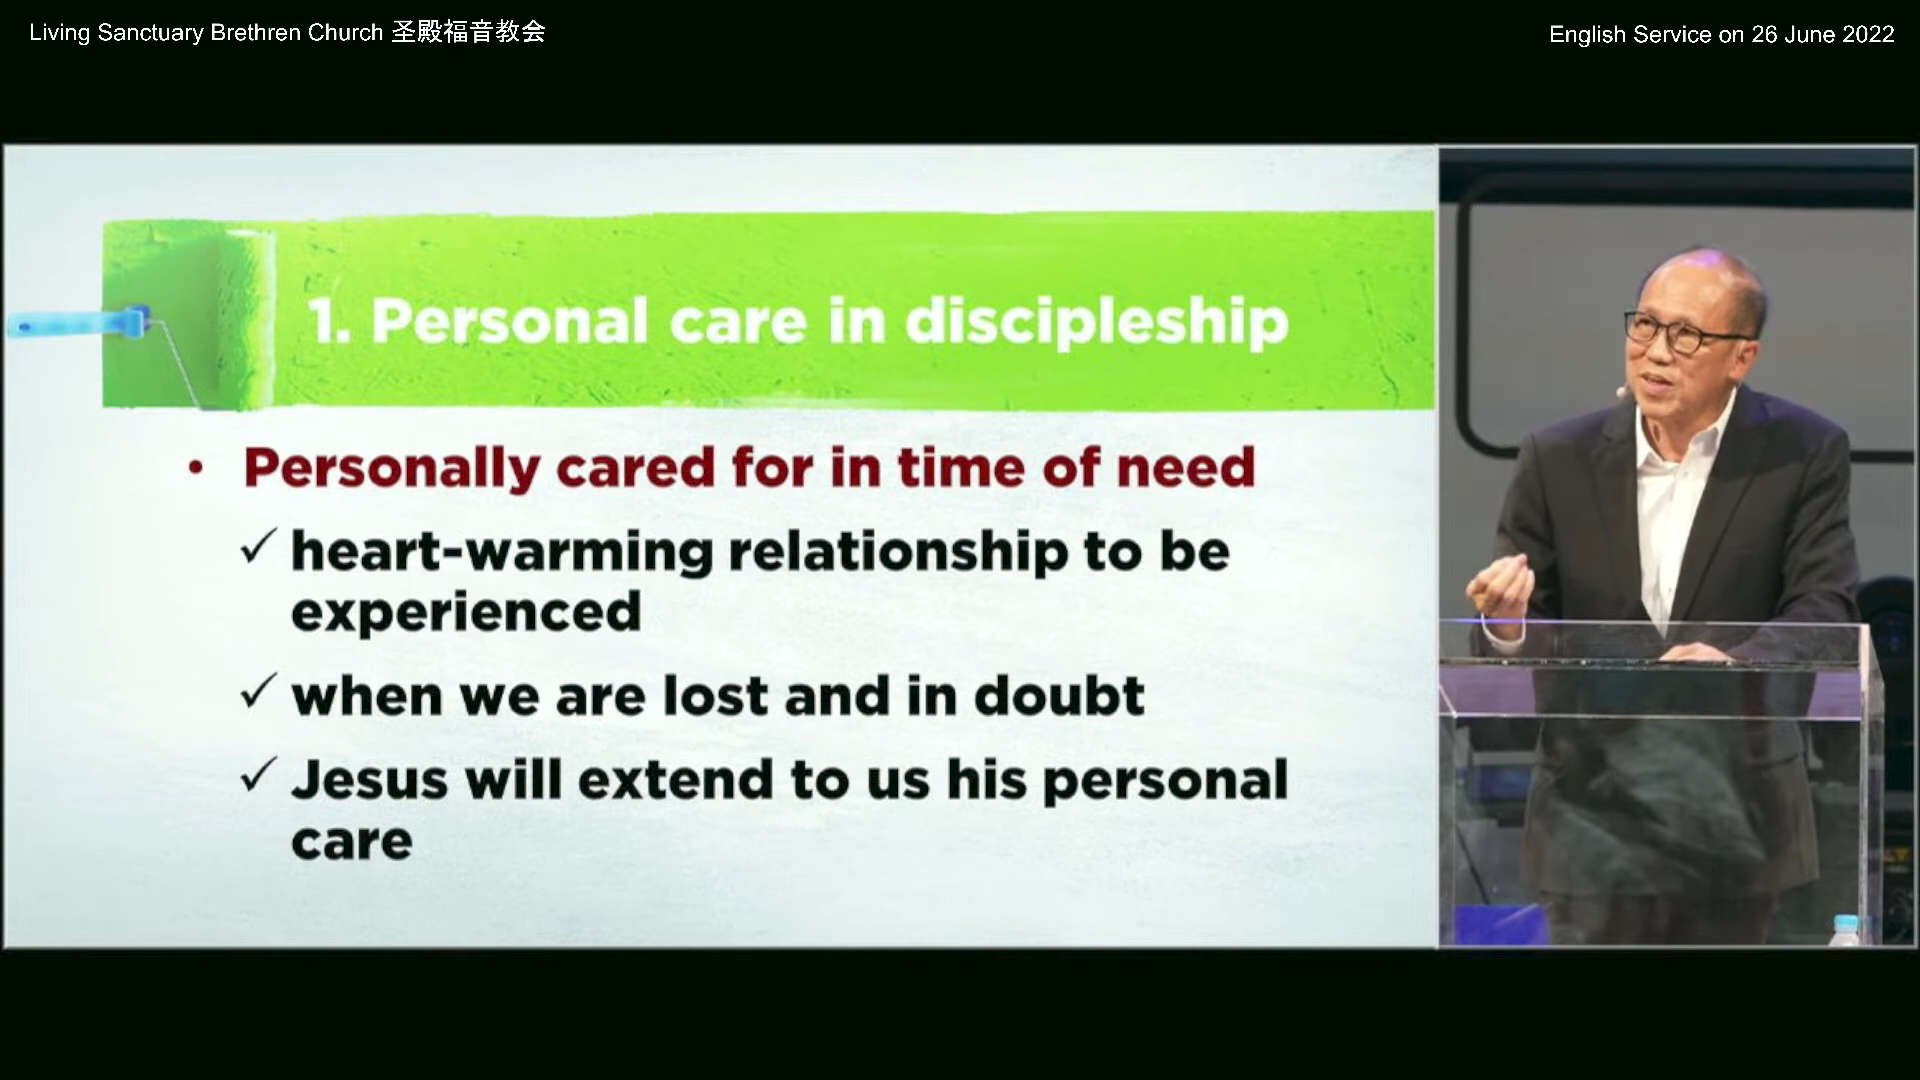 Living Sanctuary Brethren Church 圣殿福音教会
English Service on 26 June 2022
1. Personal care in discipleship
• Personally cared for in time of need
✓ heart-warming relationship to be
experienced
✓ when we are lost and in doubt
✓ Jesus will extend to us his personal
care